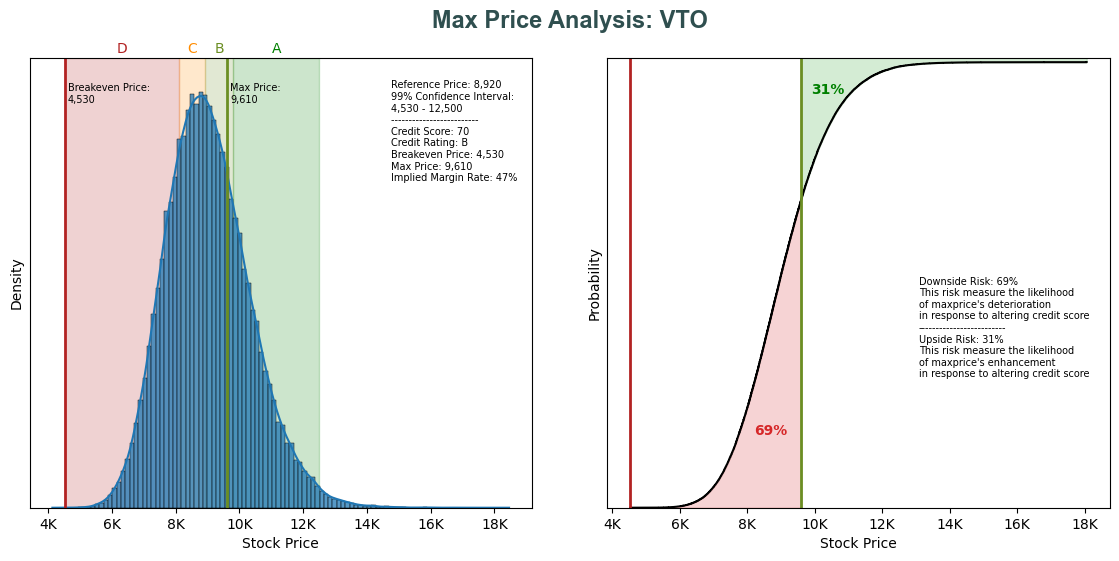 Max Price Analysis: VTO
D
C
B
A
Breakeven Price:
4,530
Max Price:
9,610
Reference Price: 8,920
99% Confidence Interval:
4,530 - 12,500
-------------------------
Credit Score: 70
Credit Rating: B
Breakeven Price: 4,530
Max Price: 9,610
Implied Margin Rate: 47%
Density
4K
6K
8K
10K
12K
14K
16K
18K
Stock Price
31%
69%
Downside Risk: 69%
This risk measure the likelihood
of maxprice's deterioration
in response to altering credit score
-------------------------
Upside Risk: 31%
This risk measure the likelihood
of maxprice's enhancement
in response to altering credit score
Probability
4K
6K
8K
10K
12K
14K
16K
18K
Stock Price